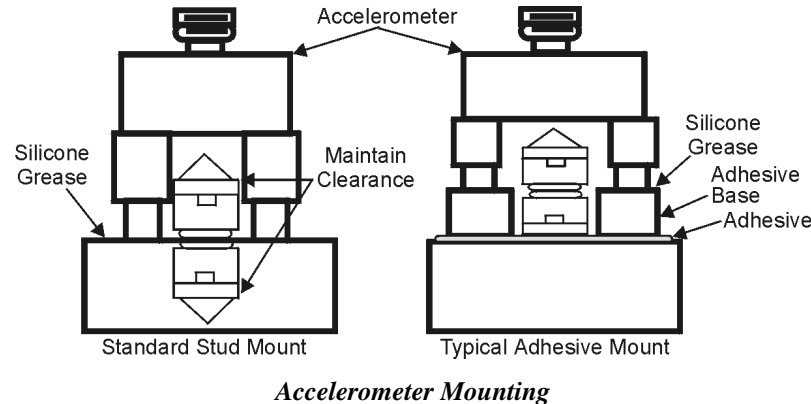 Accelerometer
Silicone
Grease
Maintain
Clearance
Silicone
Grease
Adhesive
Base
Adhesive
Standard Stud Mount
Typical Adhesive Mount
Accelerometer Mounting